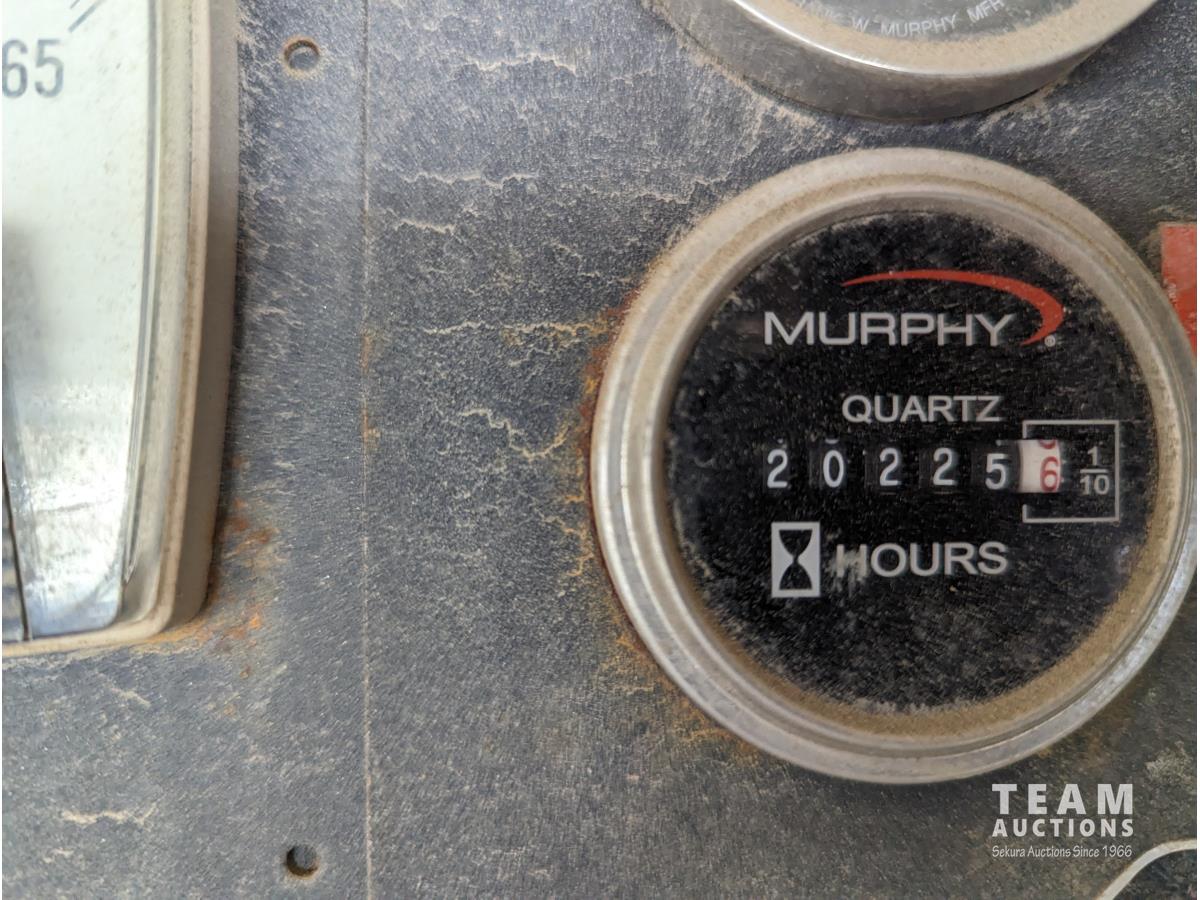 65
W MURPHY MFR
MURPHY®
QUARTZ
2 0 2 2 5 6 1/10
HOURS
TEAM
AUCTIONS
Sekura Auctions Since 1966